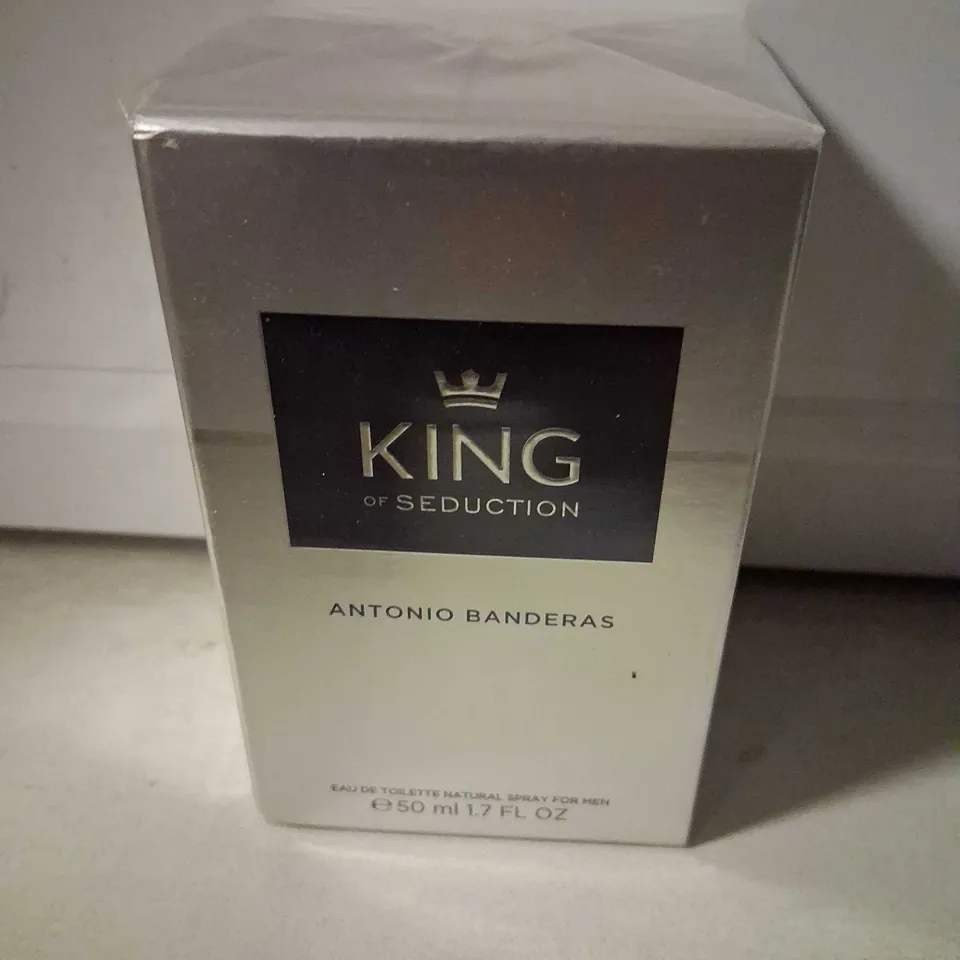 KING
OF SEDUCTION
ANTONIO BANDERAS
EAU DE TOILETTE NATURAL SPRAY FOR MEN
℮50 ml 1.7 FL OZ